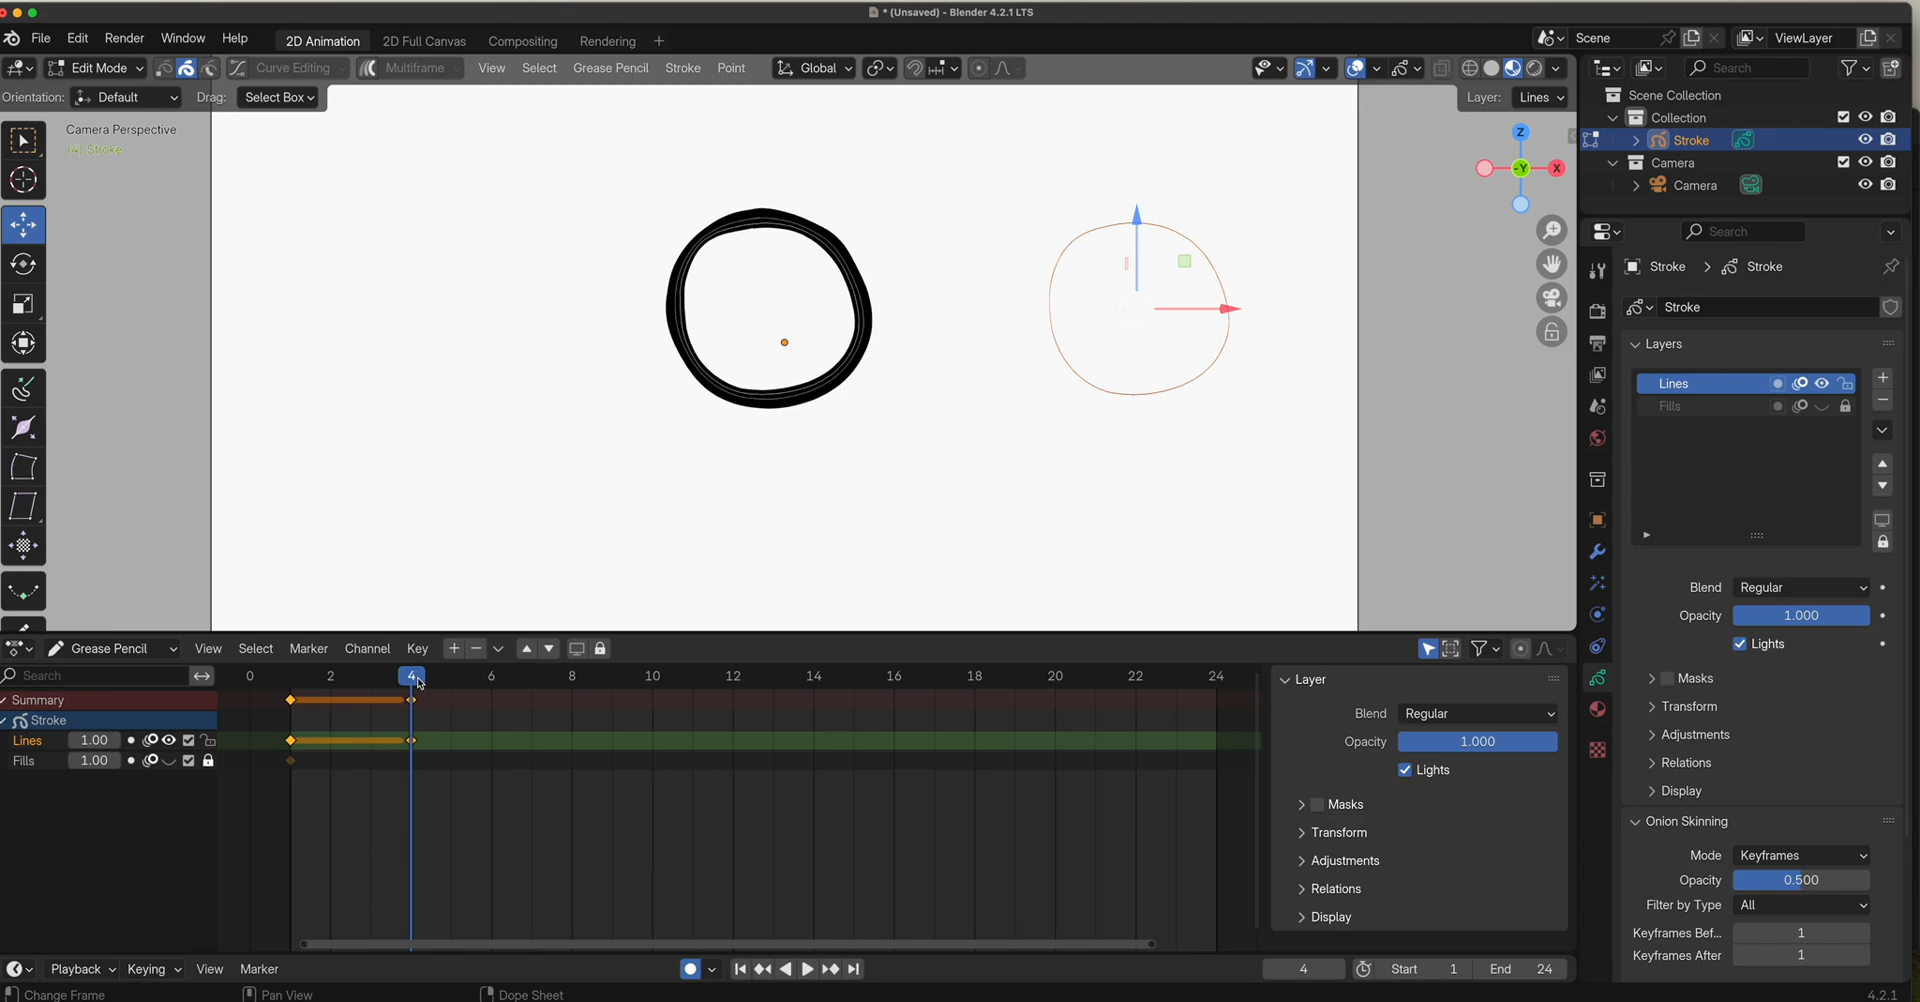 * (Unsaved) - Blender 4.2.1 LTS
File Edit Render Window Help 2D Animation 2D Full Canvas Compositing Rendering + Scene ViewLayer
Edit Mode Curve Editing Multiframe View Select Grease Pencil Stroke Point Global Search
Orientation: Default Drag: Select Box Layer: Lines Scene Collection
Camera Perspective
(4) Stroke
Z
-Y X
Collection
Stroke
Camera
Camera
Search
Stroke Stroke
Stroke
Layers
Lines
Fills
Blend Regular
Opacity 1.000
Lights
Masks
Transform
Adjustments
Relations
Display
Onion Skinning
Mode Keyframes
Opacity 0.500
Filter by Type All
Keyframes Bef... 1
Keyframes After 1
Grease Pencil View Select Marker Channel Key
Search 0 2 4 6 8 10 12 14 16 18 20 22 24
Summary
Stroke
Lines 1.00
Fills 1.00
Layer
Blend Regular
Opacity 1.000
Lights
Masks
Transform
Adjustments
Relations
Display
Playback Keying View Marker 4 Start 1 End 24
Change Frame Pan View Dope Sheet 4.2.1